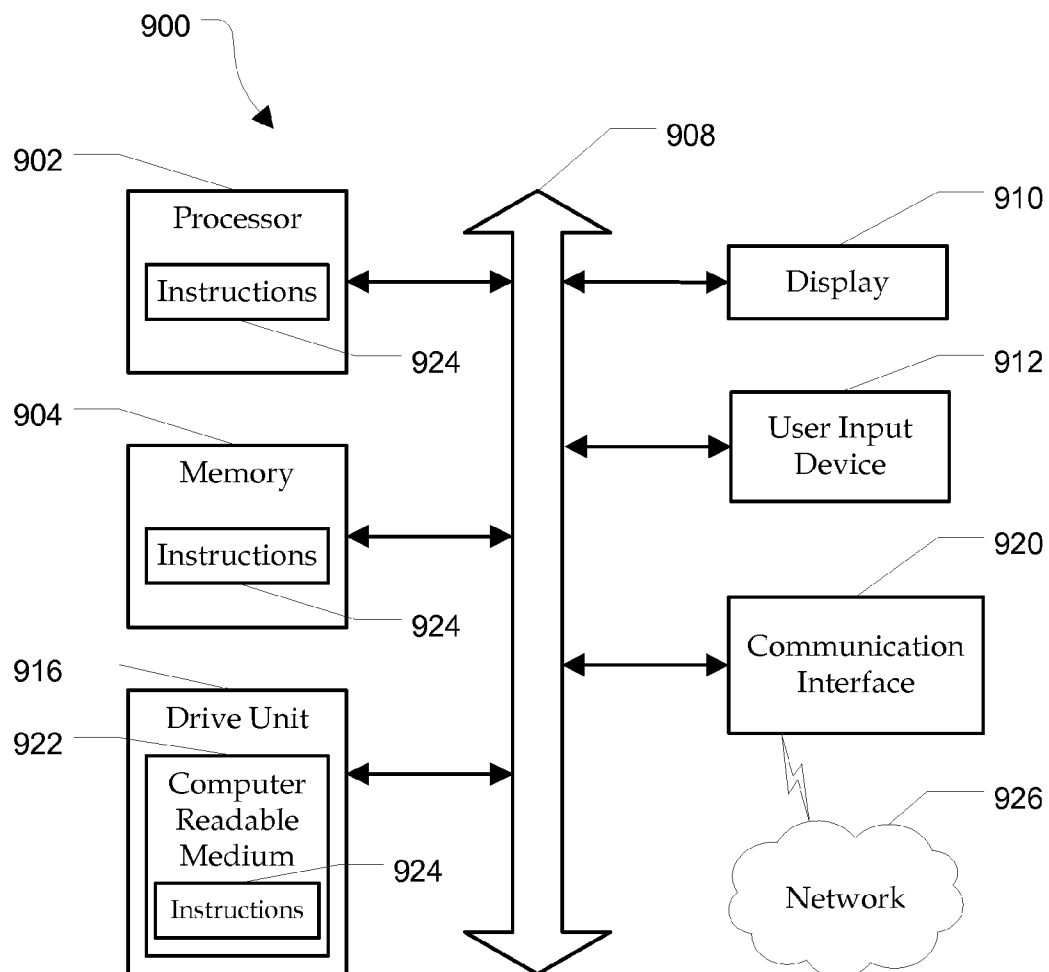 900
902
908
Processor
910
Instructions
Display
924
904
912
Memory
User Input
Device
Instructions
920
924
Communication
Interface
916
Drive Unit
922
Computer
Readable
Medium
924
926
Instructions
Network